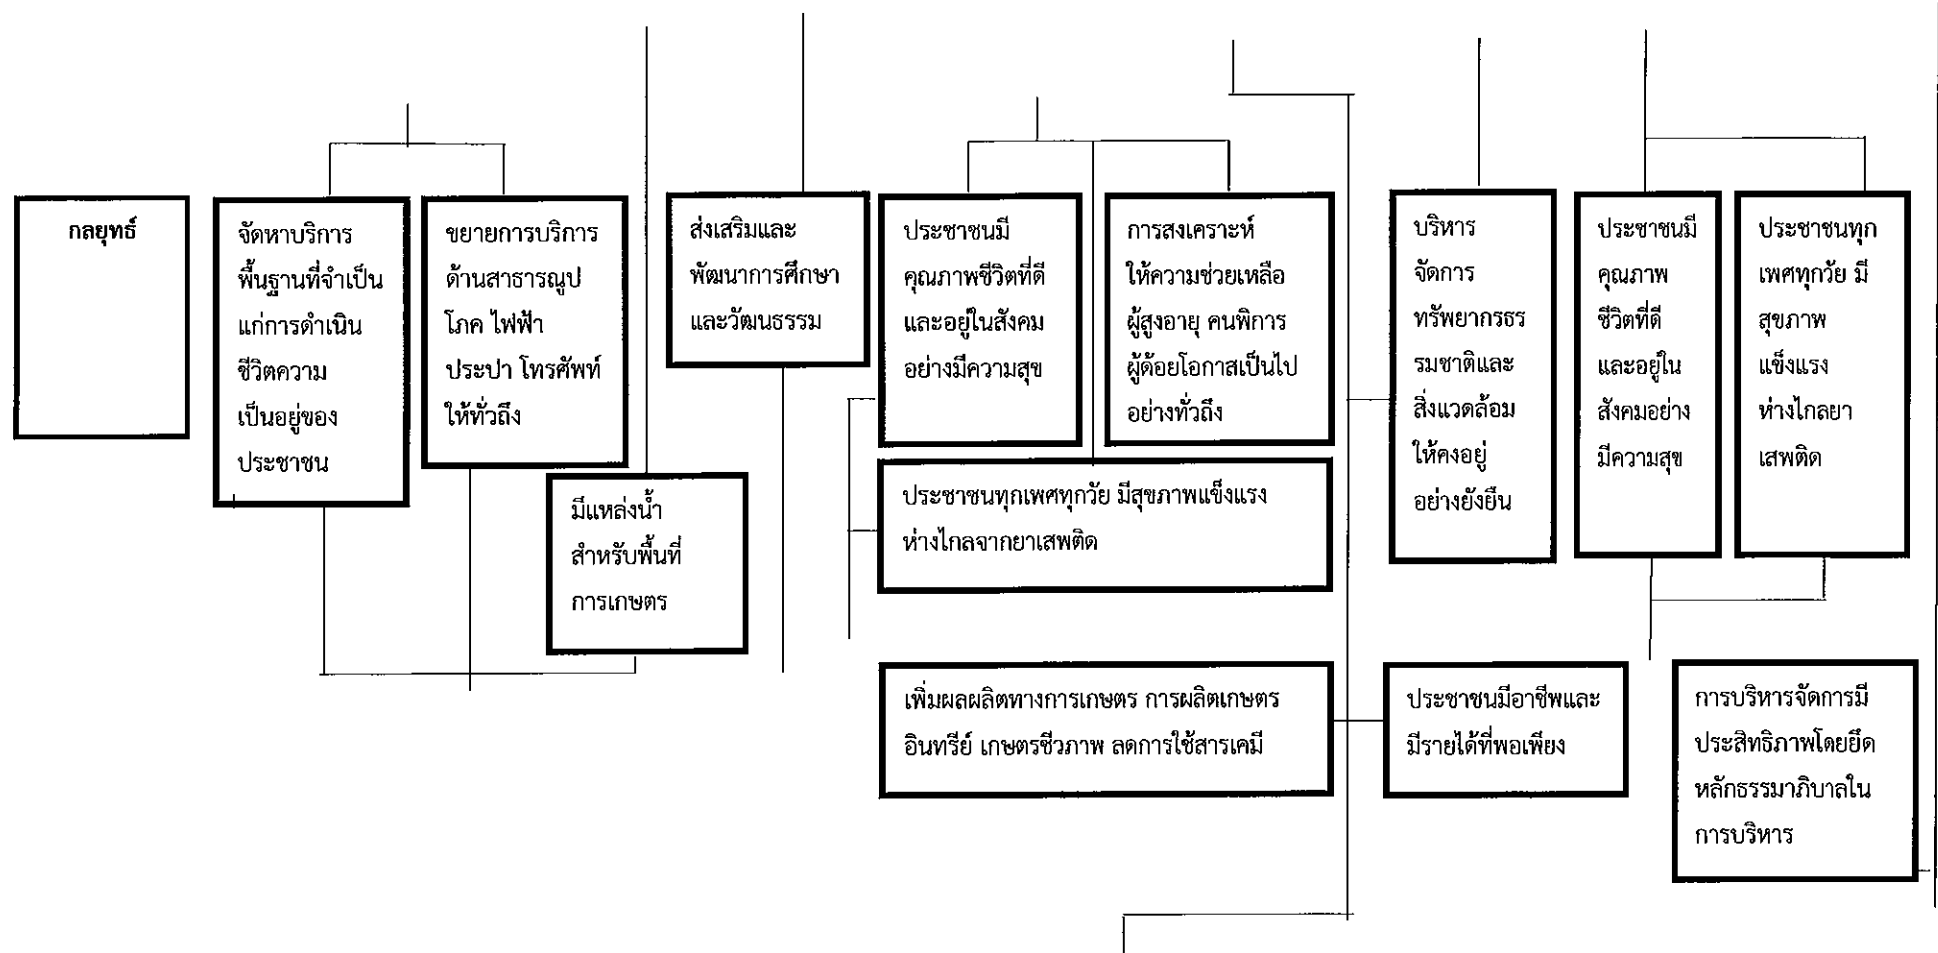 กลยุทธ์
จัดหาบริการ
พื้นฐานที่จำเป็น
แก่การดำเนิน
ชีวิตความ
เป็นอยู่ของ
ประชาชน
ขยายการบริการ
ด้านสาธารณูป
โภค ไฟฟ้า
ประปา โทรศัพท์
ให้ทั่วถึง
มีแหล่งน้ำ
สำหรับพื้นที่
การเกษตร
ส่งเสริมและ
พัฒนาการศึกษา
และวัฒนธรรม
ประชาชนมี
คุณภาพชีวิตที่ดี
และอยู่ในสังคม
อย่างมีความสุข
การสงเคราะห์
ให้ความช่วยเหลือ
ผู้สูงอายุ คนพิการ
ผู้ด้อยโอกาสเป็นไป
อย่างทั่วถึง
ประชาชนทุกเพศทุกวัย มีสุขภาพแข็งแรง
ห่างไกลจากยาเสพติด
เพิ่มผลผลิตทางการเกษตร การผลิตเกษตร
อินทรีย์ เกษตรชีวภาพ ลดการใช้สารเคมี
ประชาชนมีอาชีพและ
มีรายได้ที่พอเพียง
บริหาร
จัดการ
ทรัพยากรธร
รมชาติและ
สิ่งแวดล้อม
ให้คงอยู่
อย่างยั่งยืน
ประชาชนมี
คุณภาพ
ชีวิตที่ดี
และอยู่ใน
สังคมอย่าง
มีความสุข
ประชาชนทุก
เพศทุกวัย มี
สุขภาพ
แข็งแรง
ห่างไกลยา
เสพติด
การบริหารจัดการมี
ประสิทธิภาพโดยยึด
หลักธรรมาภิบาลใน
การบริหาร